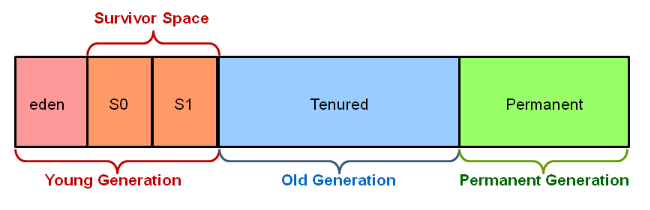 Survivor Space
eden
S0
S1
Tenured
Permanent
Young Generation
Old Generation
Permanent Generation